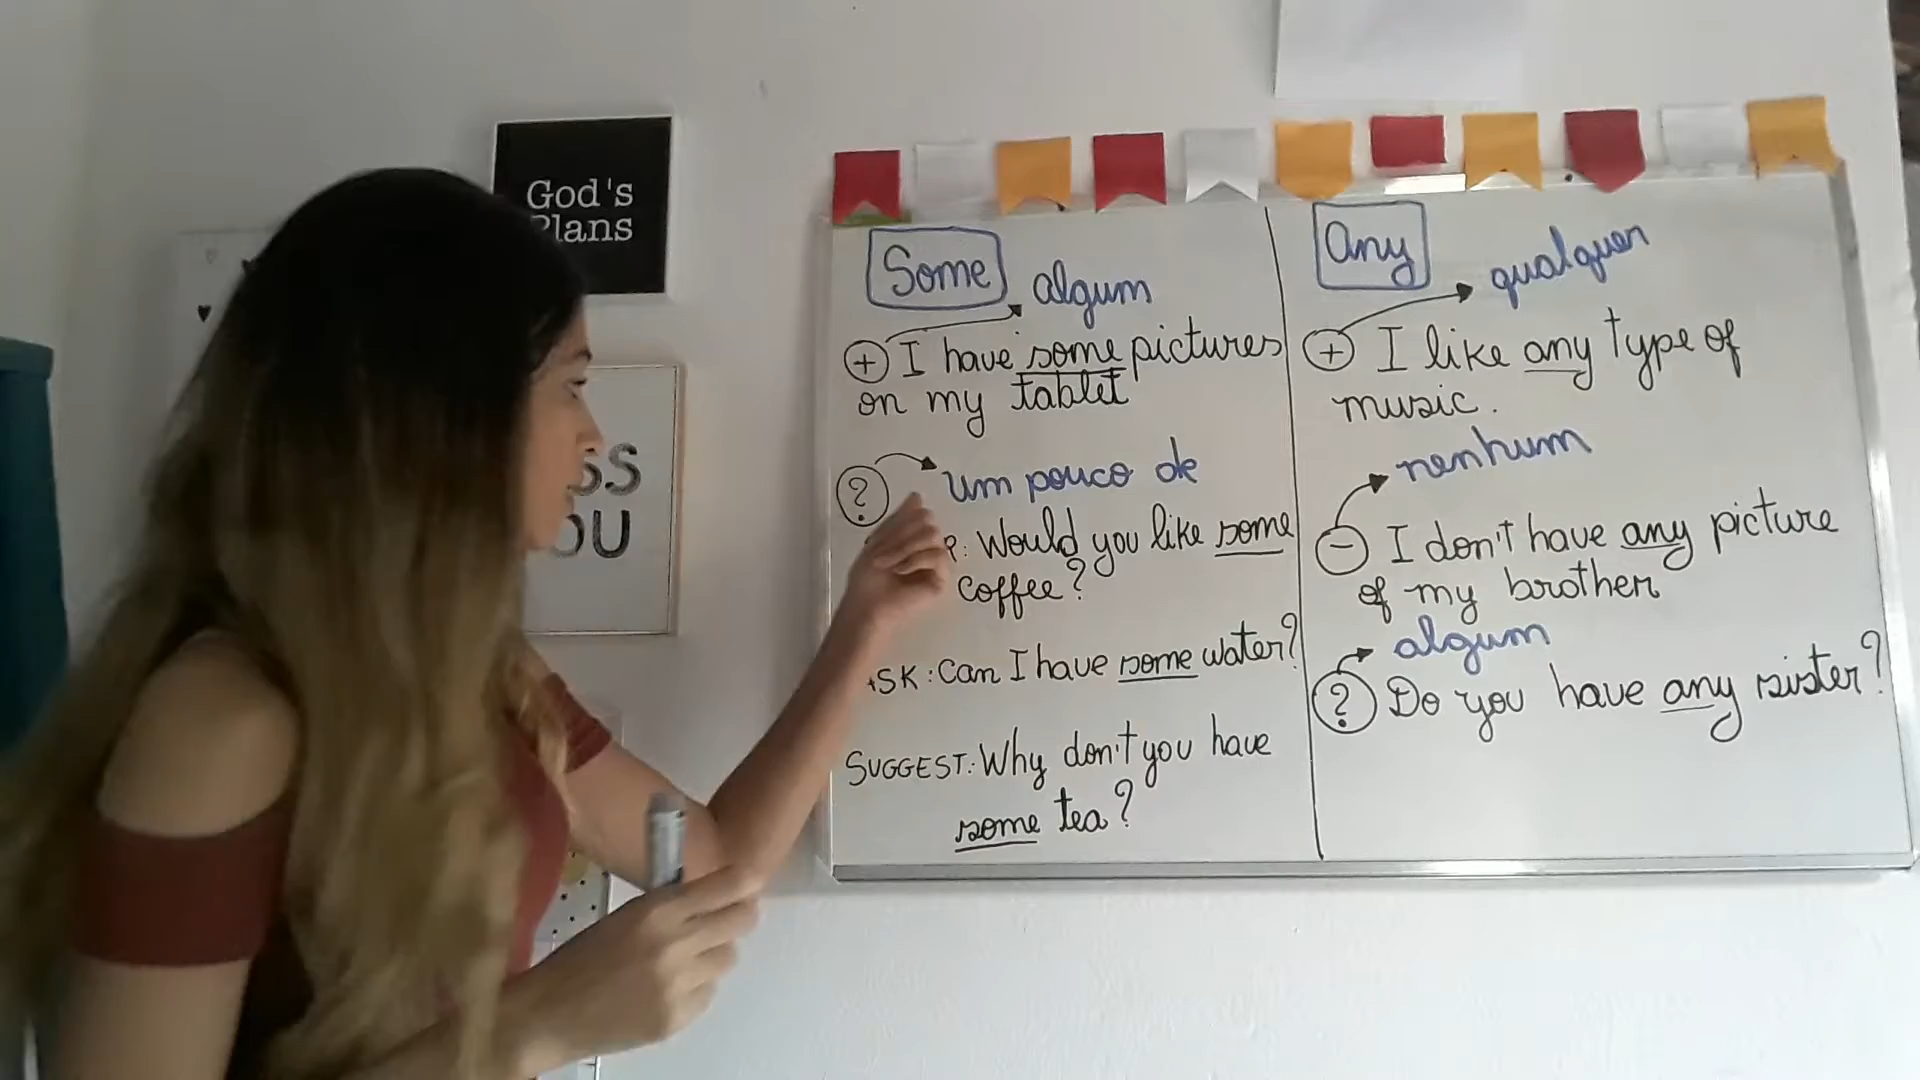 God's
Plans
SS
OU
Some
algum
+ I have some pictures
on my tablet
? um pouco de
R: Would you like some
coffee?
SK: Can I have some water?
SUGGEST: Why don't you have
some tea?
Any
qualquer
+ I like any type of
music.
nenhum
- I don't have any picture
of my brother
algum
? Do you have any sister?